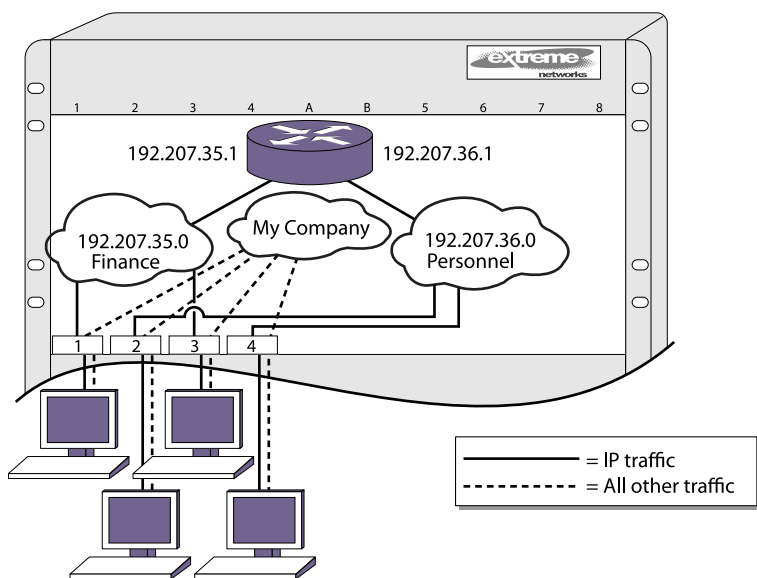 extreme
networks
1 2 3 4 A B 5 6 7 8
192.207.35.1
192.207.36.1
My Company
192.207.35.0
Finance
192.207.36.0
Personnel
1 2 3 4
= IP traffic
= All other traffic